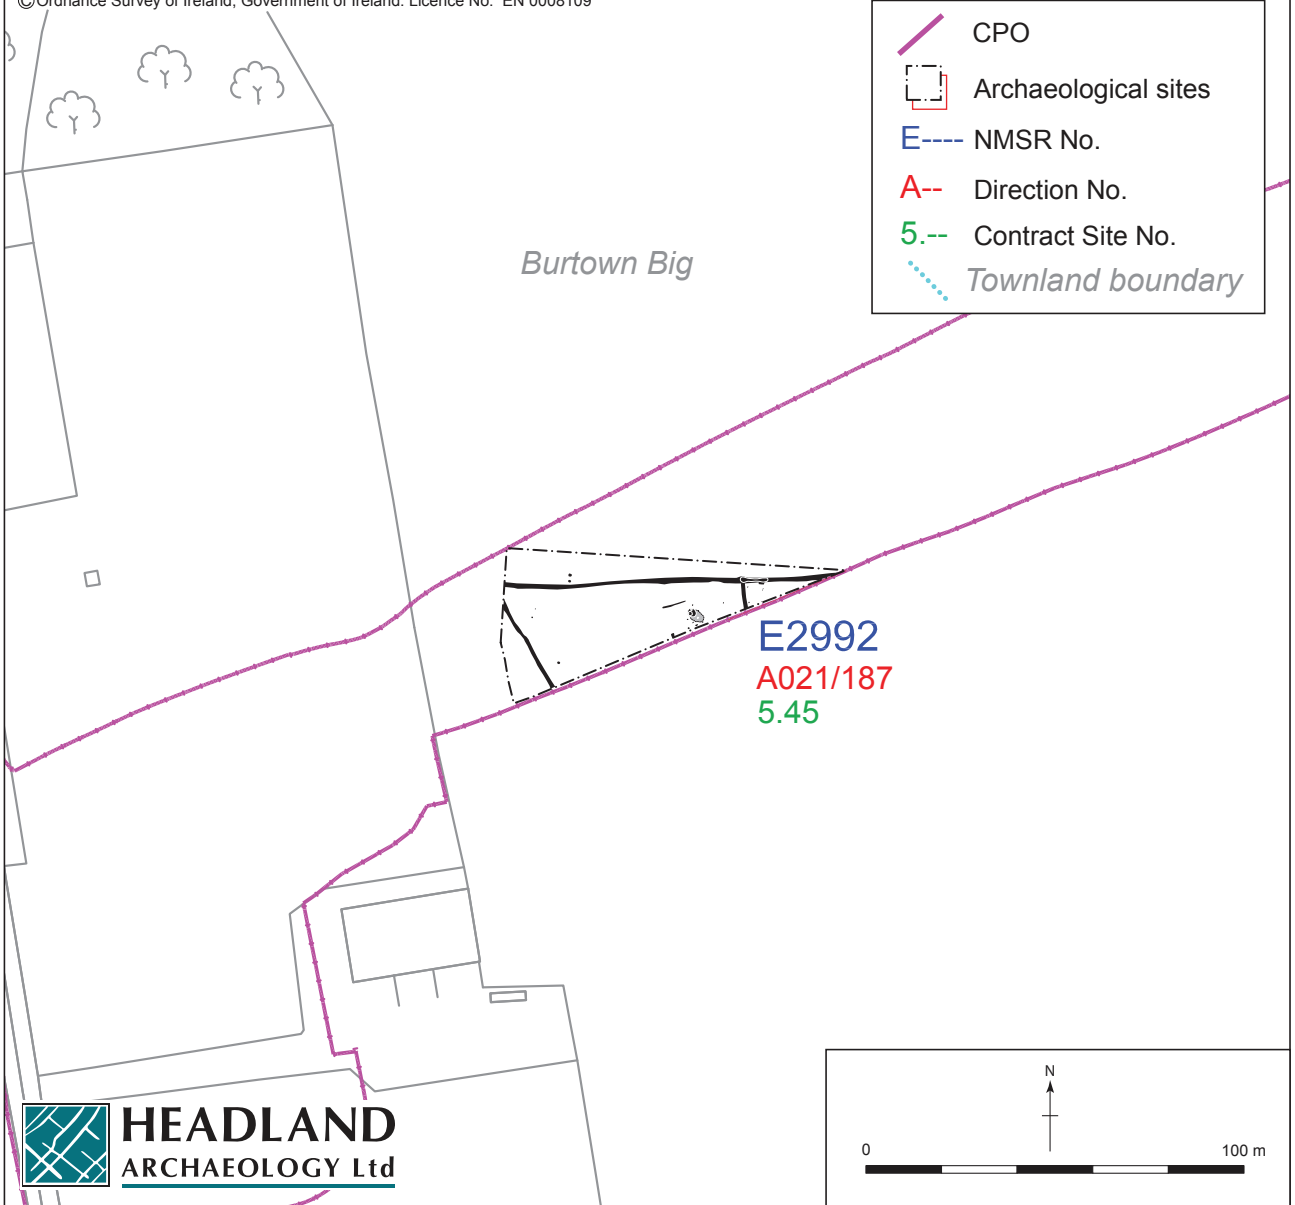 ©Ordnance Survey of Ireland, Government of Ireland. Licence No. EN 0008109
CPO
Archaeological sites
E---- NMSR No.
A-- Direction No.
5.-- Contract Site No.
Townland boundary
Burtown Big
E2992
A021/187
5.45
N
0 100 m
HEADLAND
ARCHAEOLOGY Ltd